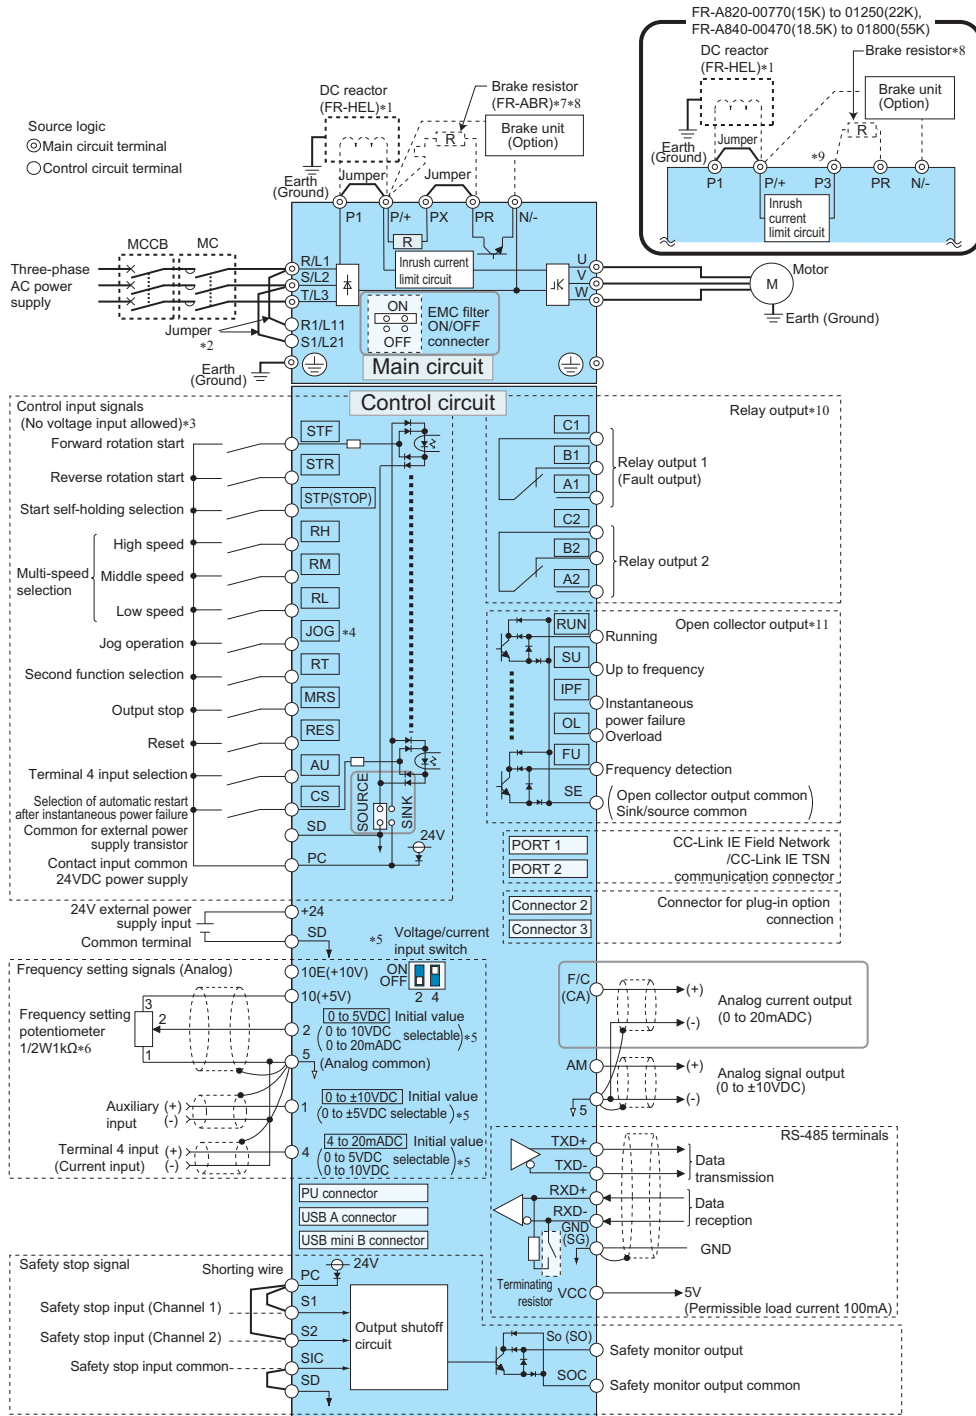 FR-A820-00770(15K) to 01250(22K),
FR-A840-00470(18.5K) to 01800(55K)
DC reactor
(FR-HEL)*1
Brake resistor*8
Brake unit
(Option)
R
Earth
(Ground)
Jumper
*9
P1
P/+
P3
PR
N/-
Inrush
current
limit circuit
Source logic
Main circuit terminal
Control circuit terminal
DC reactor
(FR-HEL)*1
Brake resistor
(FR-ABR)*7*8
Brake unit
(Option)
R
Earth
(Ground)
Jumper
Jumper
P1
P/+
PX
PR
N/-
R
Inrush current
limit circuit
MCCB
MC
Three-phase
AC power
supply
R/L1
S/L2
T/L3
R1/L11
S1/L21
Jumper
*2
Earth
(Ground)
ON
OFF
EMC filter
ON/OFF
connecter
U
V
W
Motor
M
Earth (Ground)
Main circuit
Control circuit
Control input signals
(No voltage input allowed)*3
Forward rotation start
STF
Reverse rotation start
STR
Start self-holding selection
STP(STOP)
Multi-speed
selection
High speed
RH
Middle speed
RM
Low speed
RL
Jog operation
JOG
*4
Second function selection
RT
Output stop
MRS
Reset
RES
Terminal 4 input selection
AU
Selection of automatic restart
after instantaneous power failure
CS
Common for external power
supply transistor
SD
Contact input common
24VDC power supply
PC
SOURCE
SINK
24V
Relay output*10
C1
B1
A1
Relay output 1
(Fault output)
C2
B2
A2
Relay output 2
Open collector output*11
RUN
Running
SU
Up to frequency
IPF
Instantaneous
power failure
OL
Overload
FU
Frequency detection
SE
Open collector output common
Sink/source common
PORT 1
PORT 2
CC-Link IE Field Network
/CC-Link IE TSN
communication connector
Connector 2
Connector 3
Connector for plug-in option
connection
24V external power
supply input
+24
Common terminal
SD
*5
Voltage/current
input switch
ON
OFF
2 4
Frequency setting signals (Analog)
10E(+10V)
10(+5V)
Frequency setting
potentiometer
1/2W1kΩ*6
3
2
1
2
0 to 5VDC
Initial value
0 to 10VDC
0 to 20mADC
selectable
*5
5
(Analog common)
Auxiliary
input
(+)
(-)
1
0 to ±10VDC
Initial value
(0 to ±5VDC selectable)
*5
Terminal 4 input
(Current input)
(+)
(-)
4
4 to 20mADC
Initial value
0 to 5VDC
0 to 10VDC
selectable
*5
F/C
(CA)
(+)
(-)
Analog current output
(0 to 20mADC)
AM
(+)
(-)
5
Analog signal output
(0 to ±10VDC)
RS-485 terminals
TXD+
TXD-
Data
transmission
RXD+
RXD-
Data
reception
GND
(SG)
GND
Terminating
resistor
VCC
5V
(Permissible load current 100mA)
PU connector
USB A connector
USB mini B connector
Safety stop signal
Shorting wire
PC
24V
Safety stop input (Channel 1)
S1
Safety stop input (Channel 2)
S2
Safety stop input common
SIC
SD
Output shutoff
circuit
So (SO)
Safety monitor output
SOC
Safety monitor output common